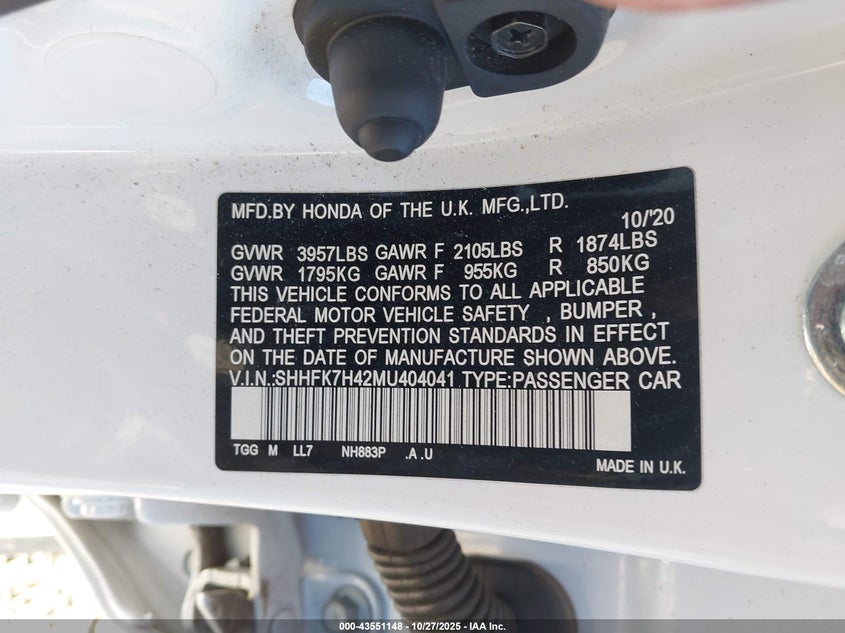 MFD.BY HONDA OF THE U.K. MFG.,LTD.
10/'20
GVWR 3957LBS GAWR F 2105LBS R 1874LBS
GVWR 1795KG GAWR F 955KG R 850KG
THIS VEHICLE CONFORMS TO ALL APPLICABLE
FEDERAL MOTOR VEHICLE SAFETY , BUMPER ,
AND THEFT PREVENTION STANDARDS IN EFFECT
ON THE DATE OF MANUFACTURE SHOWN ABOVE.
V.I.N.:SHHFK7H42MU404041 TYPE:PASSENGER CAR
TGG M LL7 NH883P .A .U
MADE IN U.K.
000-43551148 - 10/27/2025 - IAA Inc.